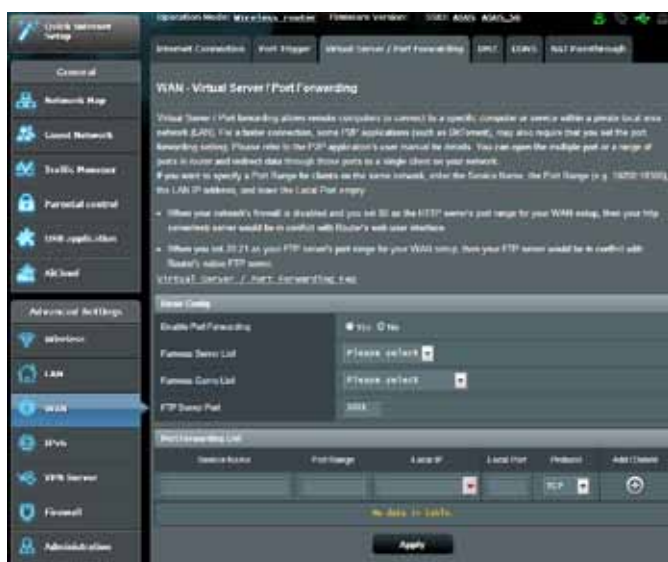 Quick Internet
Setup
Operation Mode: Wireless router Firmware Version: SSID: ASUS ASUS_5G
Internet Connection Port Trigger Virtual Server / Port Forwarding DMZ DDNS NAT Passthrough
General
Network Map
Guest Network
Traffic Manager
Parental control
USB application
AiCloud
Advanced Settings
Wireless
LAN
WAN
IPv6
VPN Server
Firewall
Administration
WAN - Virtual Server / Port Forwarding
Virtual Server / Port forwarding allows remote computers to connect to a specific computer or service within a private local area
network (LAN). For a faster connection, some P2P applications (such as BitTorrent), may also require that you set the port
forwarding setting. Please refer to the P2P application's user manual for details. You can open the multiple port or a range of
ports in router and redirect data through those ports to a single client on your network.
If you want to specify a Port Range for clients on the same network, enter the Service Name, the Port Range (e.g. 10200:10300),
the LAN IP address, and leave the Local Port empty.
• When your network's firewall is disabled and you set 80 as the HTTP server's port range for your WAN setup, then your http
server/web server would be in conflict with Router's web user interface.
• When you set 20:21 as your FTP server's port range for your WAN setup, then your FTP server would be in conflict with
Router's native FTP server.
Virtual Server / Port Forwarding FAQ
Basic Config
Enable Port Forwarding Yes No
Famous Server List Please select
Famous Game List Please select
FTP Server Port 2021
Port Forwarding List
Service Name Port Range Local IP Local Port Protocol Add / Delete
TCP
No data in table.
Apply